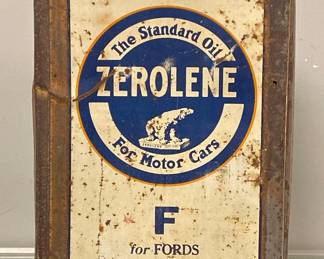 The Standard Oil
ZEROLENE
For Motor Cars
F
for FORDS